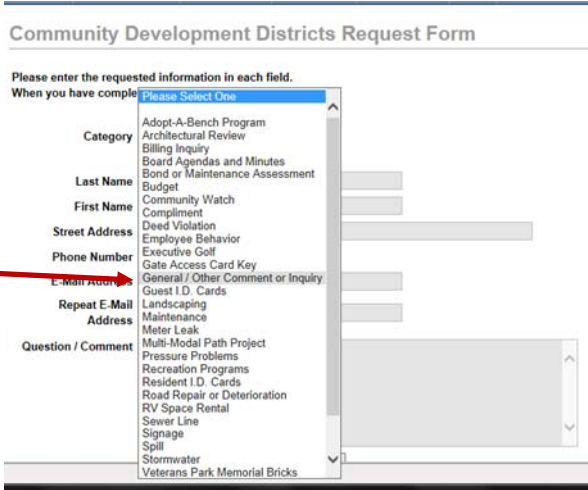 Community Development Districts Request Form
Please enter the requested information in each field.
When you have comple
Please Select One
Adopt-A-Bench Program
Category
Architectural Review
Billing Inquiry
Board Agendas and Minutes
Bond or Maintenance Assessment
Last Name
Budget
Community Watch
First Name
Compliment
Deed Violation
Street Address
Employee Behavior
Executive Golf
Phone Number
Gate Access Card Key
General / Other Comment or Inquiry
E-Mail Address
Guest I.D. Cards
Repeat E-Mail
Address
Landscaping
Maintenance
Meter Leak
Question / Comment
Multi-Modal Path Project
Pressure Problems
Recreation Programs
Resident I.D. Cards
Road Repair or Deterioration
RV Space Rental
Sewer Line
Signage
Spill
Stormwater
Veterans Park Memorial Bricks